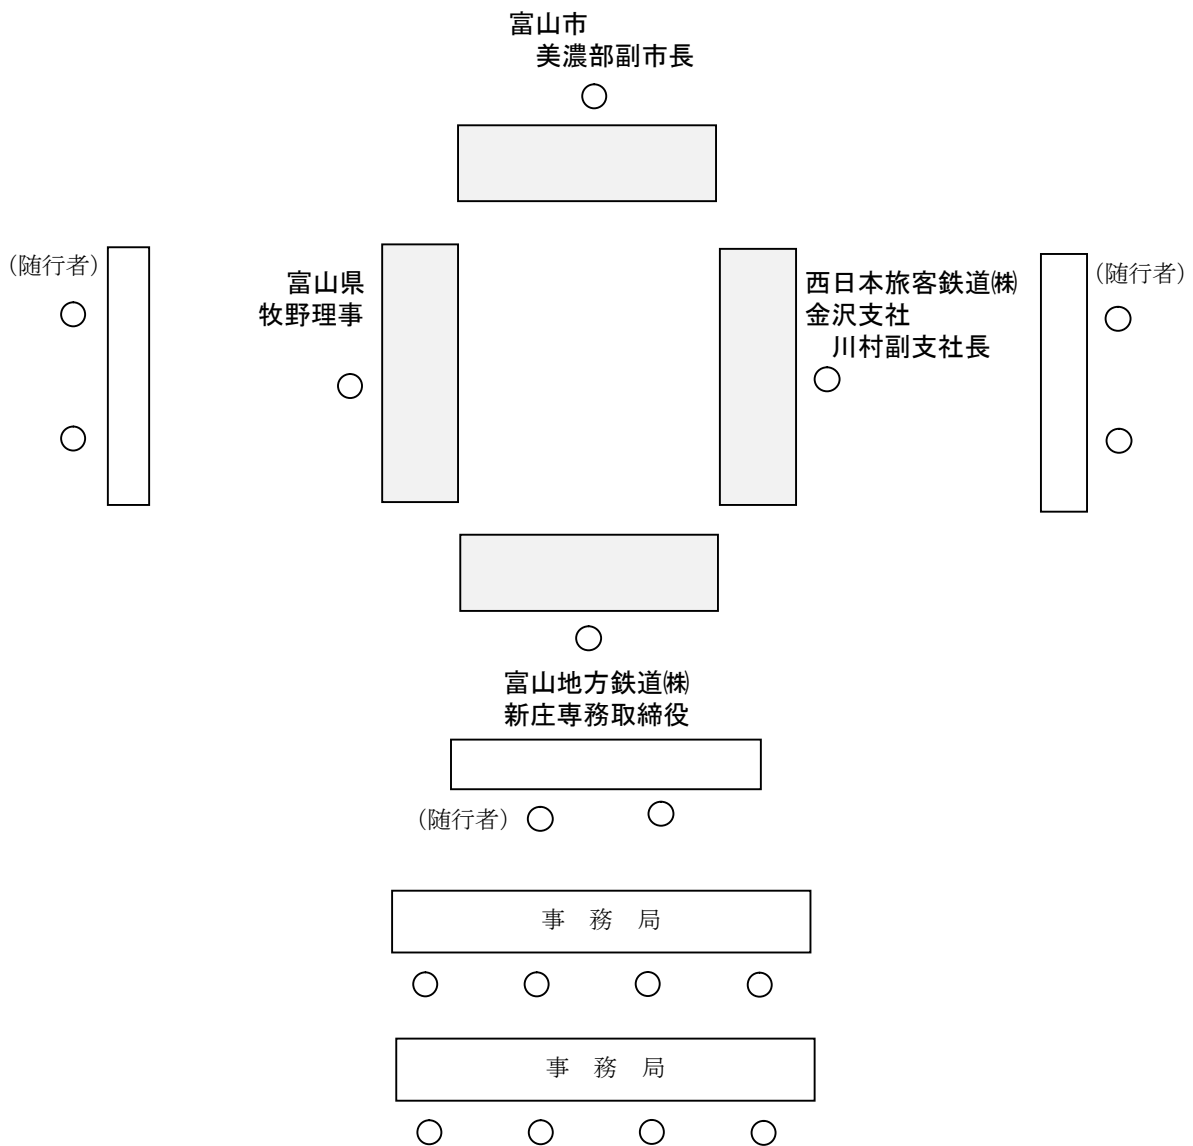 富山市
美濃部副市長
（随行者）
富山県
牧野理事
西日本旅客鉄道㈱
金沢支社
川村副支社長
（随行者）
富山地方鉄道㈱
新庄専務取締役
（随行者）
事　務　局
事　務　局